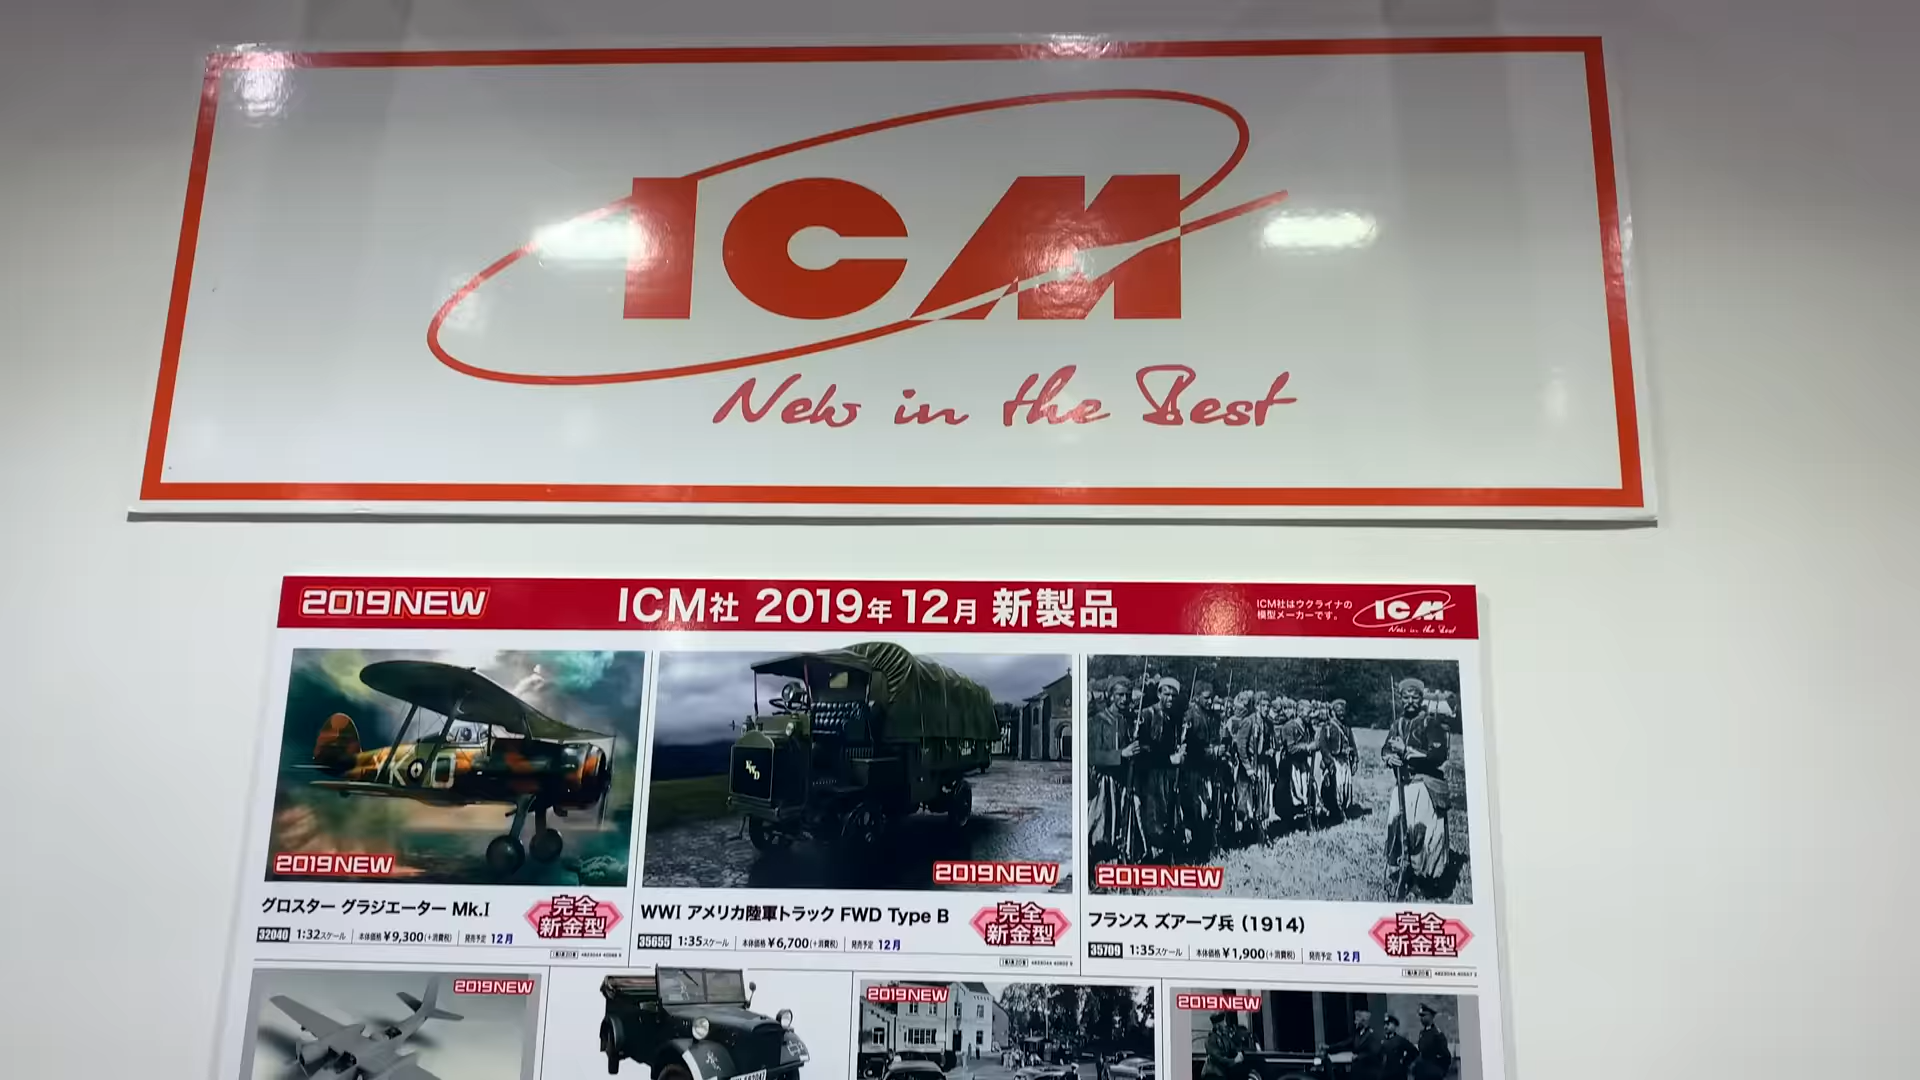 ICM
New in the Best
2019NEW ICM社 2019年12月 新製品 ICM社はウクライナの
模型メーカーです。 ICM
New in the Best
YK O
FWD
2019NEW
2019NEW
2019NEW
グロスター グラジエーター Mk.I 完全
新金型
32040 1:32スケール 本体価格 ¥9,300(+消費税) 発売予定 12月
WWI アメリカ陸軍トラック FWD Type B 完全
新金型
35655 1:35スケール 本体価格 ¥6,700(+消費税) 発売予定 12月
フランス ズアーブ兵 (1914) 完全
新金型
35709 1:35スケール 本体価格 ¥1,900(+消費税) 発売予定 12月
2019NEW
2019NEW
2019NEW